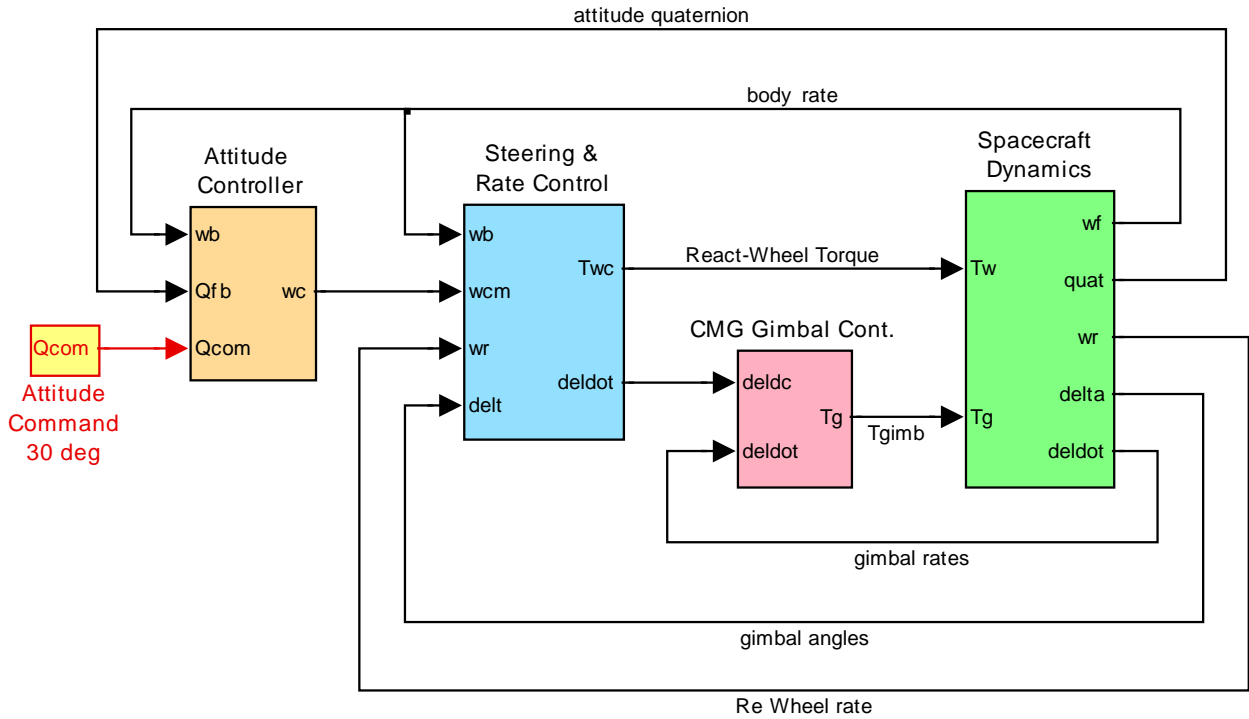 attitude quaternion
body rate
Attitude
Controller
Steering &
Rate Control
Spacecraft
Dynamics
wb
Qfb
wc
Qcom
Qcom
Attitude
Command
30 deg
wb
Twc
wcm
wr
deldot
delt
React-Wheel Torque
CMG Gimbal Cont.
deldc
Tg
deldot
Tgimb
wf
Tw
quat
wr
delta
Tg
deldot
gimbal rates
gimbal angles
Re Wheel rate